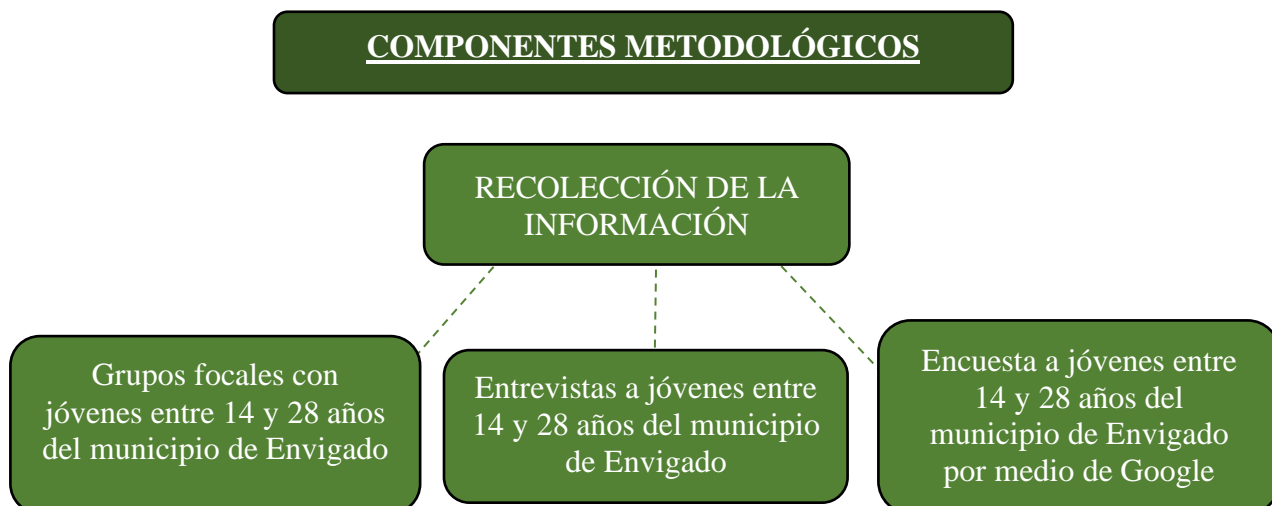 COMPONENTES METODOLÓGICOS
RECOLECCIÓN DE LA
INFORMACIÓN
Grupos focales con
jóvenes entre 14 y 28 años
del municipio de Envigado
Entrevistas a jóvenes entre
14 y 28 años del municipio
de Envigado
Encuesta a jóvenes entre
14 y 28 años del
municipio de Envigado
por medio de Google